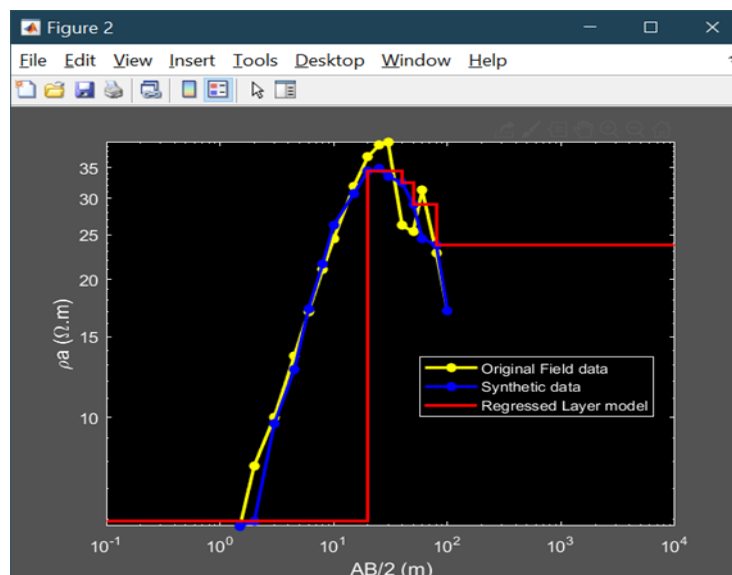 Figure 2
File Edit View Insert Tools Desktop Window Help
35
30
25
20
15
10
ρa (Ω.m)
Original Field data
Synthetic data
Regressed Layer model
10^-1 10^0 10^1 10^2 10^3 10^4
AB/2 (m)